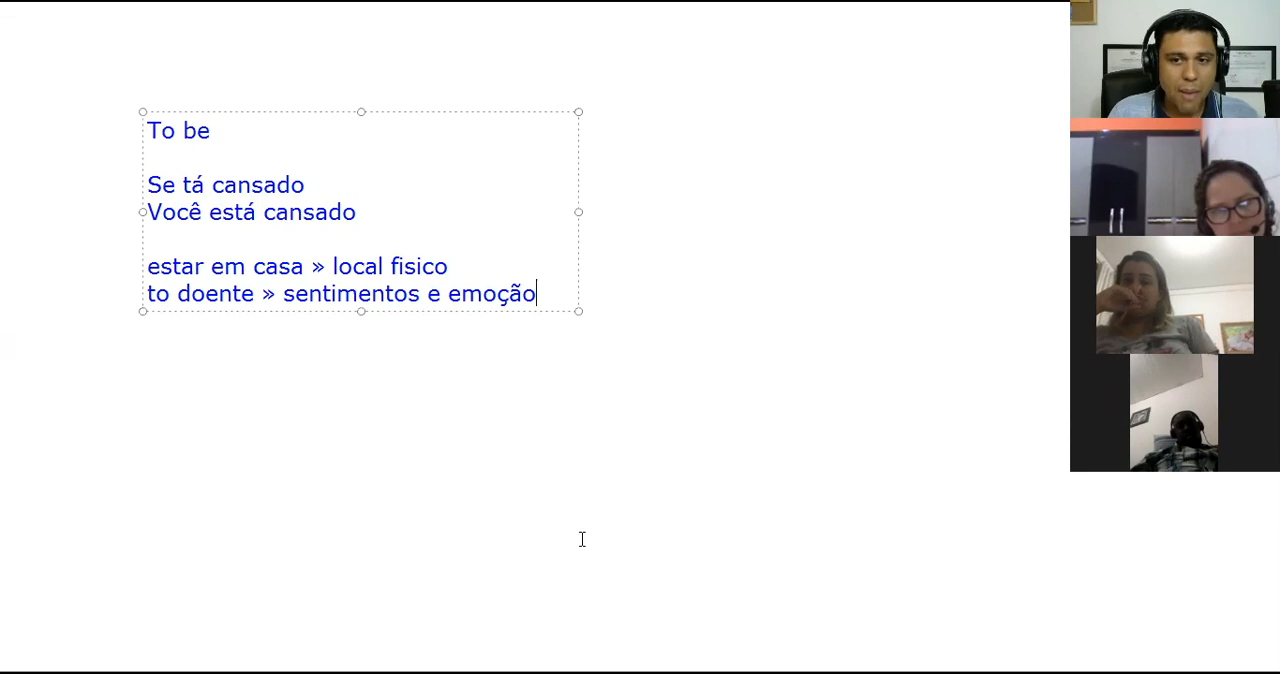 To be
Se tá cansado
Você está cansado
estar em casa » local fisico
to doente » sentimentos e emoção